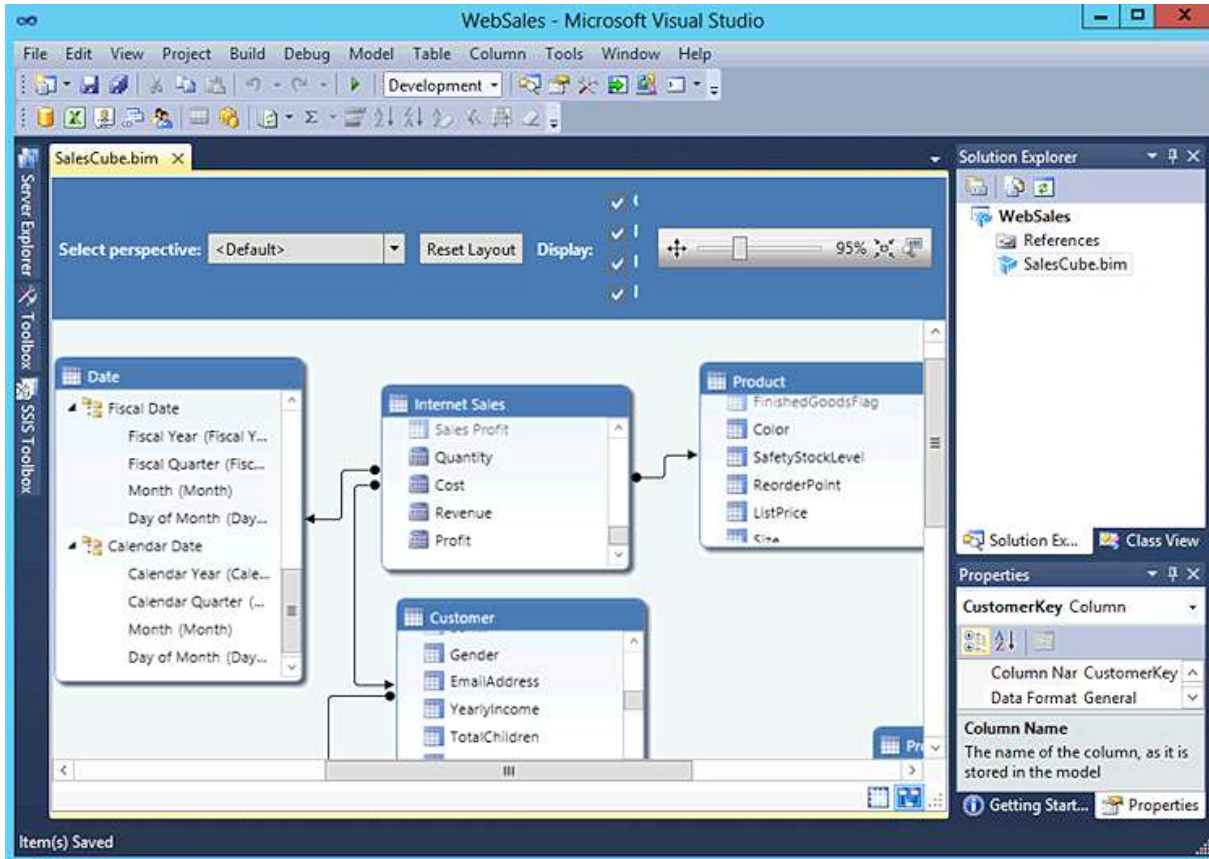 WebSales - Microsoft Visual Studio
File Edit View Project Build Debug Model Table Column Tools Window Help
Development
SalesCube.bim
Server Explorer
Toolbox
SSIS Toolbox
Select perspective: <Default> Reset Layout Display: 95%
Date
Fiscal Date
Fiscal Year (Fiscal Y...
Fiscal Quarter (Fisc...
Month (Month)
Day of Month (Day...
Calendar Date
Calendar Year (Cale...
Calendar Quarter (...
Month (Month)
Day of Month (Day...
Internet Sales
Sales Profit
Quantity
Cost
Revenue
Profit
Product
FinishedGoodsFlag
Color
SafetyStockLevel
ReorderPoint
ListPrice
Size
Customer
Gender
EmailAddress
YearlyIncome
TotalChildren
Solution Explorer
WebSales
References
SalesCube.bim
Solution Ex... Class View
Properties
CustomerKey Column
Column Nar CustomerKey
Data Format General
Column Name
The name of the column, as it is
stored in the model
Getting Start... Properties
Item(s) Saved